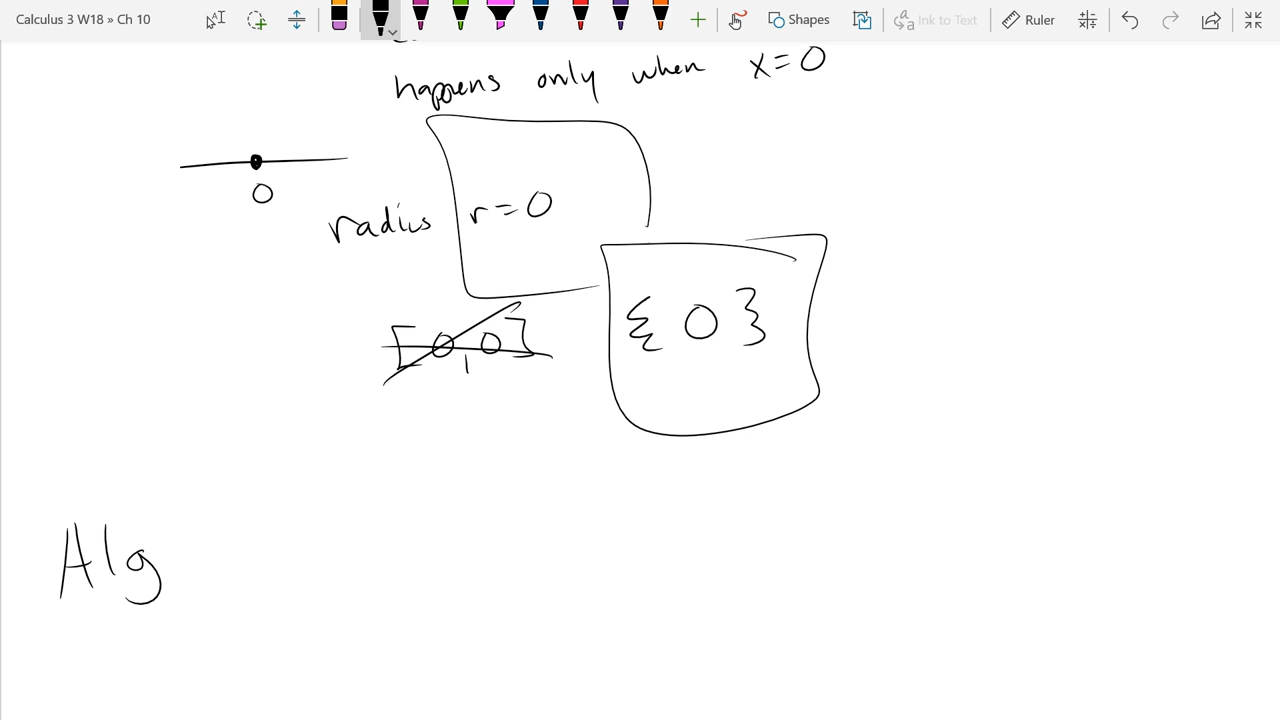 Calculus 3 W18 » Ch 10
Shapes
Ink to Text
Ruler
happens only when x=0
0
radius r=0
[0,0]
{0}
Alg